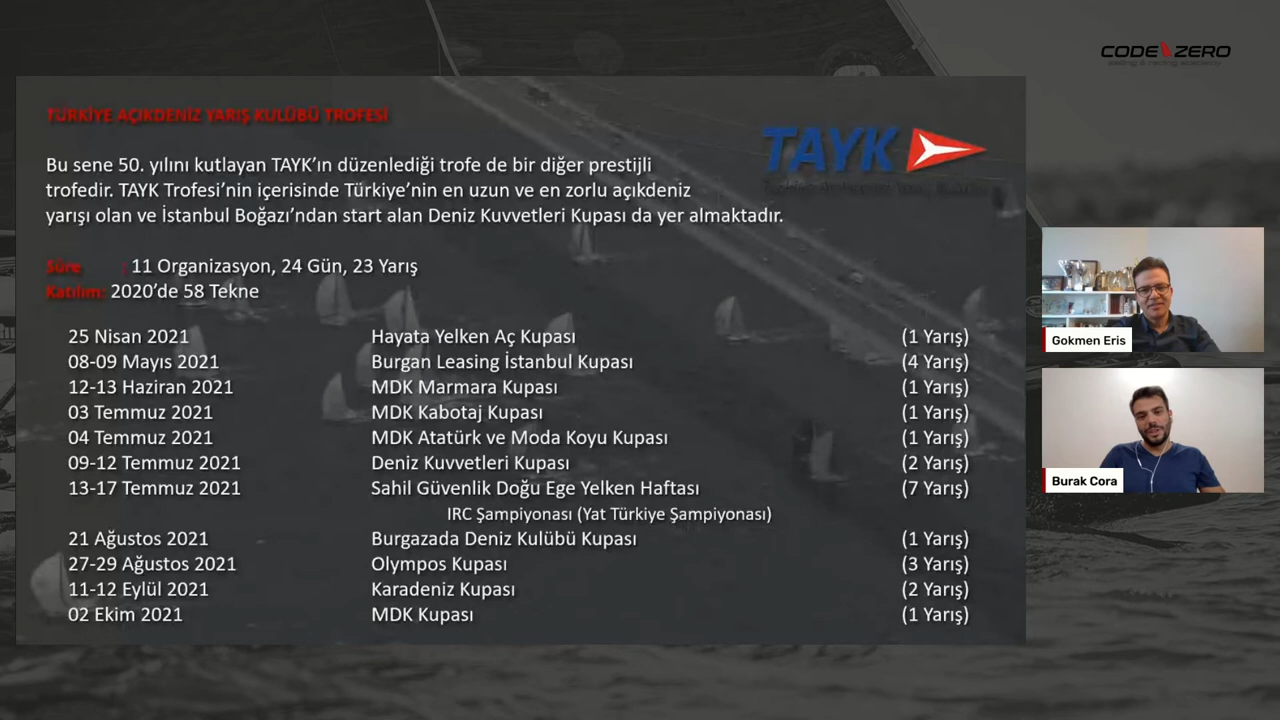 CODE ZERO
sailing & racing academy
TÜRKİYE AÇIKDENİZ YARIŞ KULÜBÜ TROFESİ
TAYK
Bu sene 50. yılını kutlayan TAYK’ın düzenlediği trofe de bir diğer prestijli
trofedir. TAYK Trofesi’nin içerisinde Türkiye’nin en uzun ve en zorlu açıkdeniz
yarışı olan ve İstanbul Boğazı’ndan start alan Deniz Kuvvetleri Kupası da yer almaktadır.
Süre : 11 Organizasyon, 24 Gün, 23 Yarış
Katılım: 2020’de 58 Tekne
25 Nisan 2021 Hayata Yelken Aç Kupası (1 Yarış)
08-09 Mayıs 2021 Burgan Leasing İstanbul Kupası (4 Yarış)
12-13 Haziran 2021 MDK Marmara Kupası (1 Yarış)
03 Temmuz 2021 MDK Kabotaj Kupası (1 Yarış)
04 Temmuz 2021 MDK Atatürk ve Moda Koyu Kupası (1 Yarış)
09-12 Temmuz 2021 Deniz Kuvvetleri Kupası (2 Yarış)
13-17 Temmuz 2021 Sahil Güvenlik Doğu Ege Yelken Haftası (7 Yarış)
IRC Şampiyonası (Yat Türkiye Şampiyonası)
21 Ağustos 2021 Burgazada Deniz Kulübü Kupası (1 Yarış)
27-29 Ağustos 2021 Olympos Kupası (3 Yarış)
11-12 Eylül 2021 Karadeniz Kupası (2 Yarış)
02 Ekim 2021 MDK Kupası (1 Yarış)
Gokmen Eris
Burak Cora